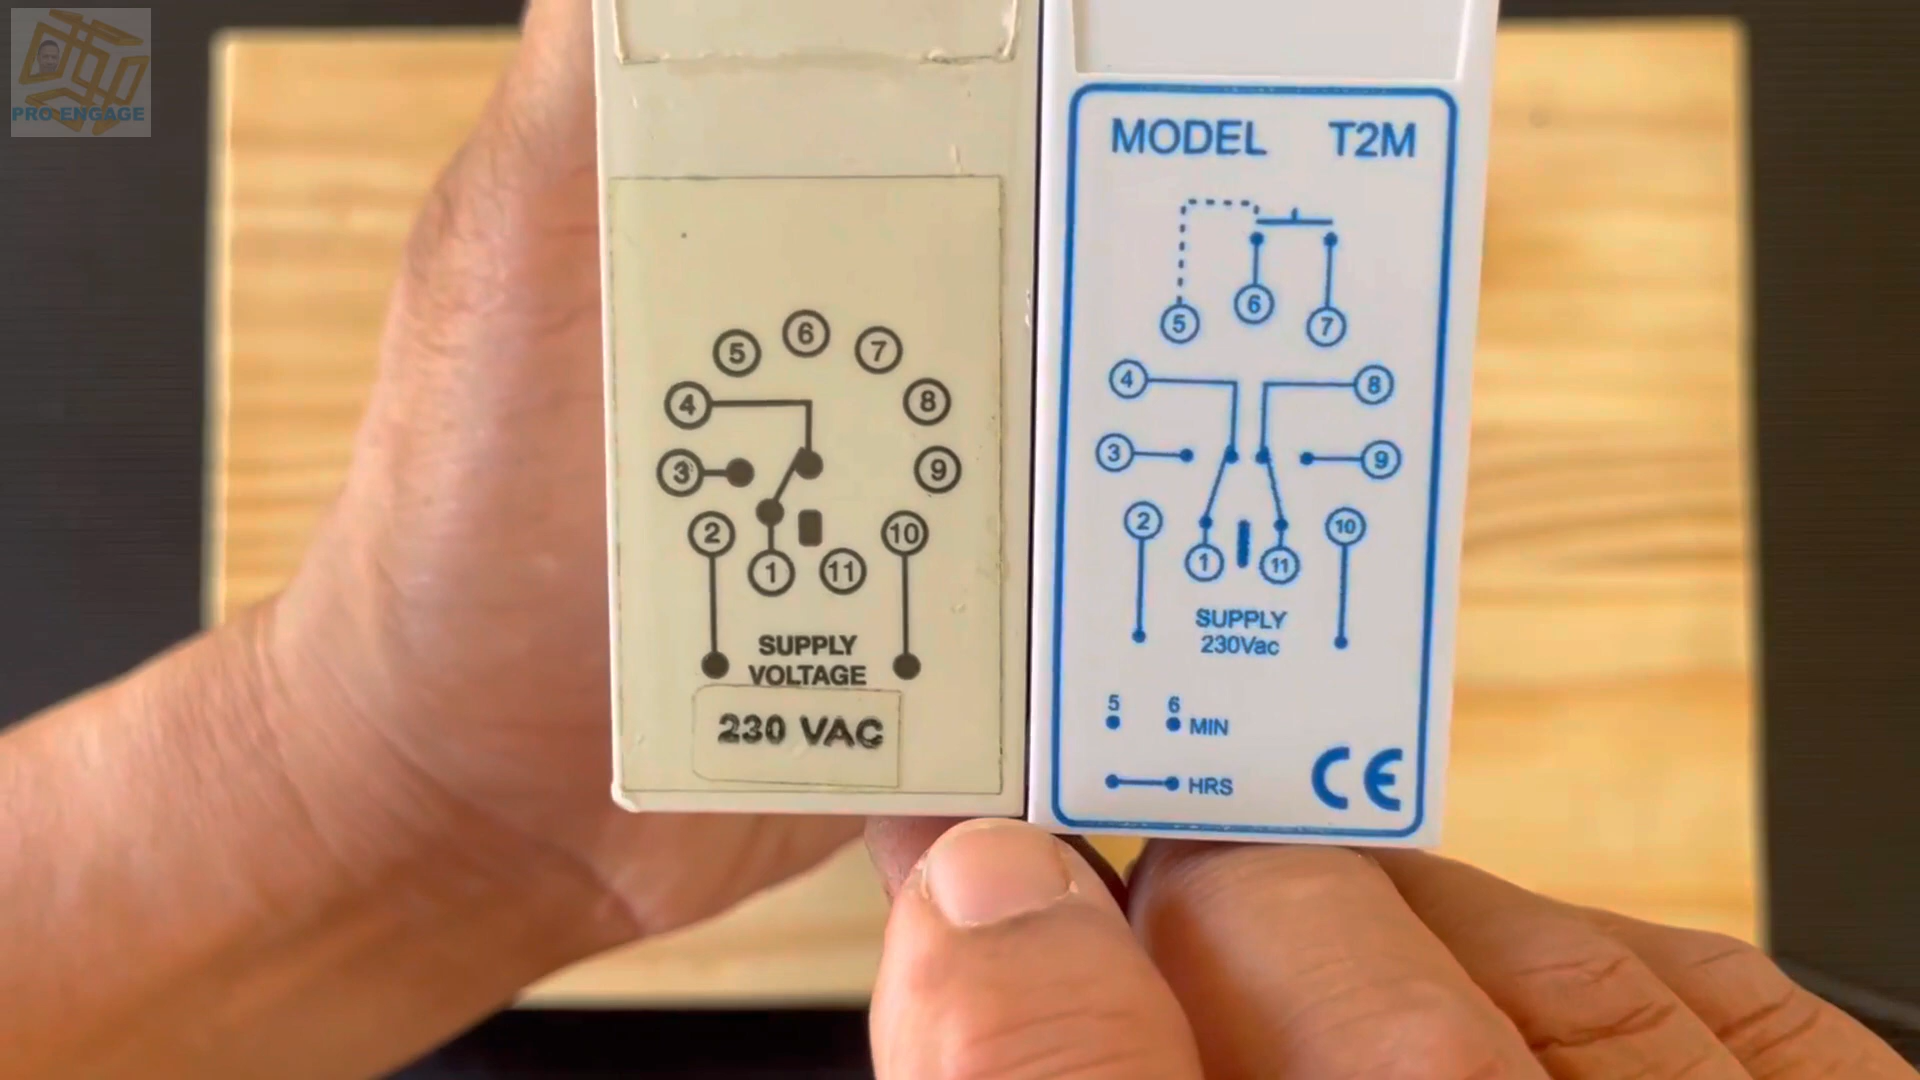 PRO ENGAGE
5 6 7
4 8
3 9
2 10
1 11
SUPPLY
VOLTAGE
230 VAC
MODEL T2M
5 6 7
4 8
3 9
2 10
1 11
SUPPLY
230Vac
5 6 MIN
HRS
CE